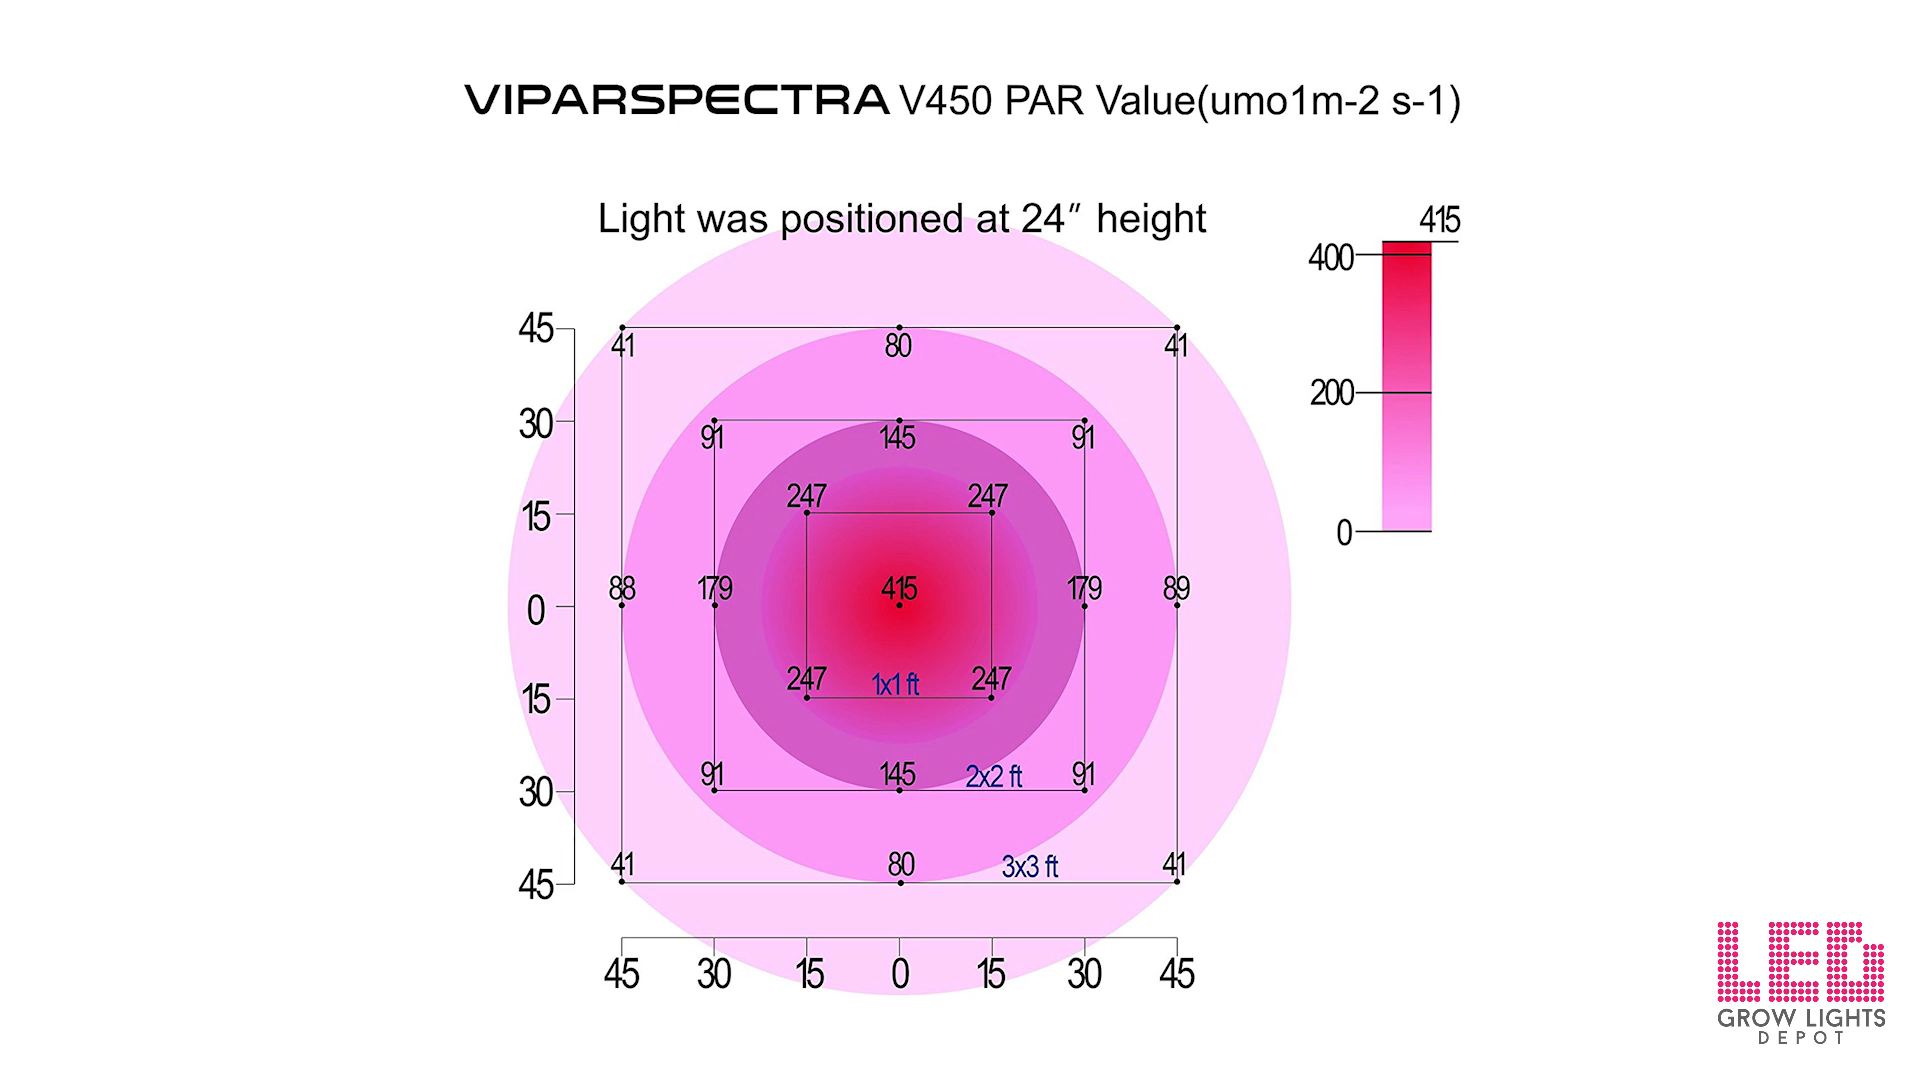 VIPARSPECTRA V450 PAR Value(umo1m-2 s-1)
Light was positioned at 24″ height
415
400
200
0
45
30
15
0
15
30
45
41 80 41
91 145 91
247 247
88 179 415 179 89
247 1x1 ft 247
91 145 2x2 ft 91
41 80 3x3 ft 41
45 30 15 0 15 30 45
LED
GROW LIGHTS
DEPOT